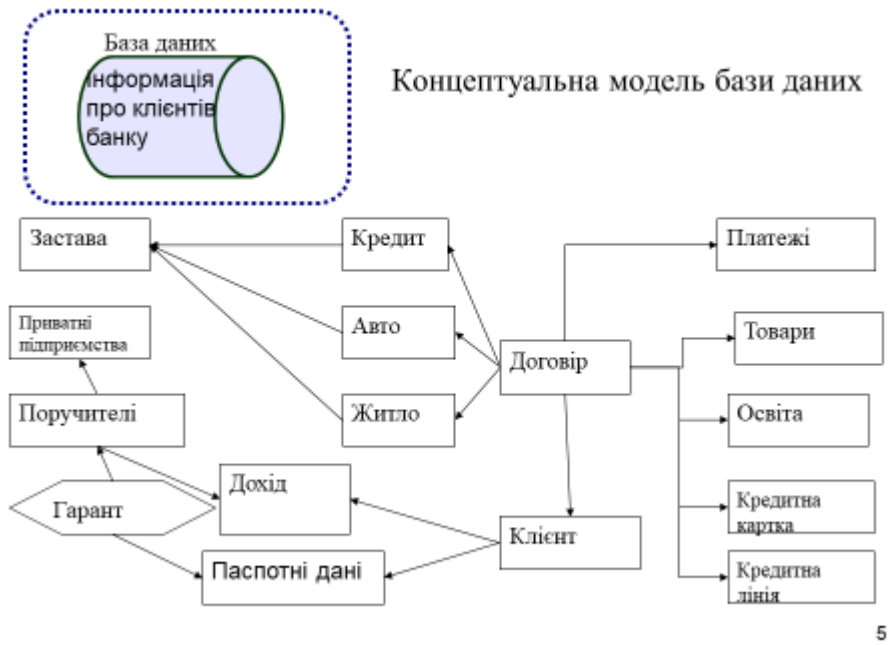 База даних
Інформація
про клієнтів
банку
Концептуальна модель бази даних
Застава
Кредит
Платежі
Приватні
підприємства
Авто
Договір
Товари
Поручителі
Житло
Освіта
Гарант
Дохід
Клієнт
Кредитна
картка
Паспотні дані
Кредитна
лінія
5